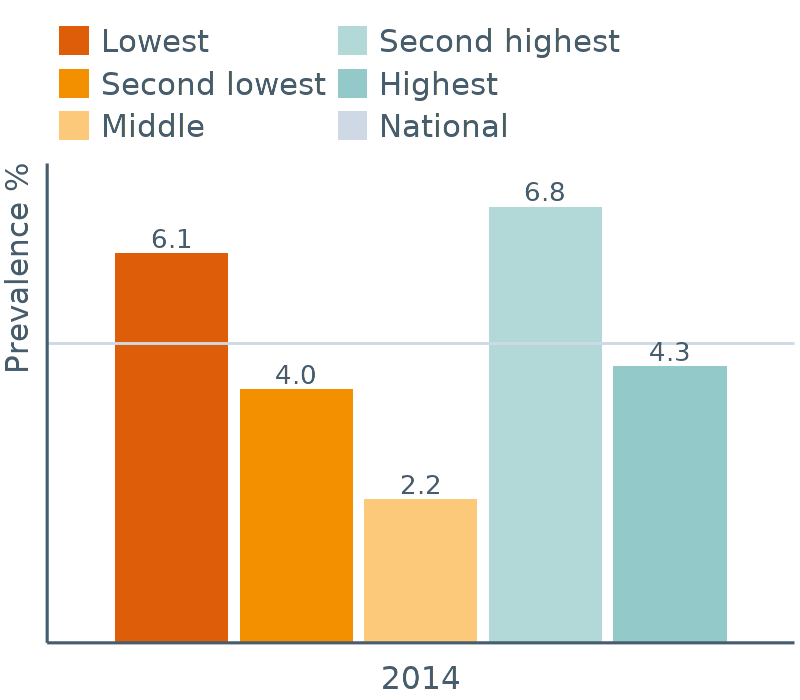 Lowest
Second lowest
Middle
Second highest
Highest
National
Prevalence %
6.1
4.0
2.2
6.8
4.3
2014